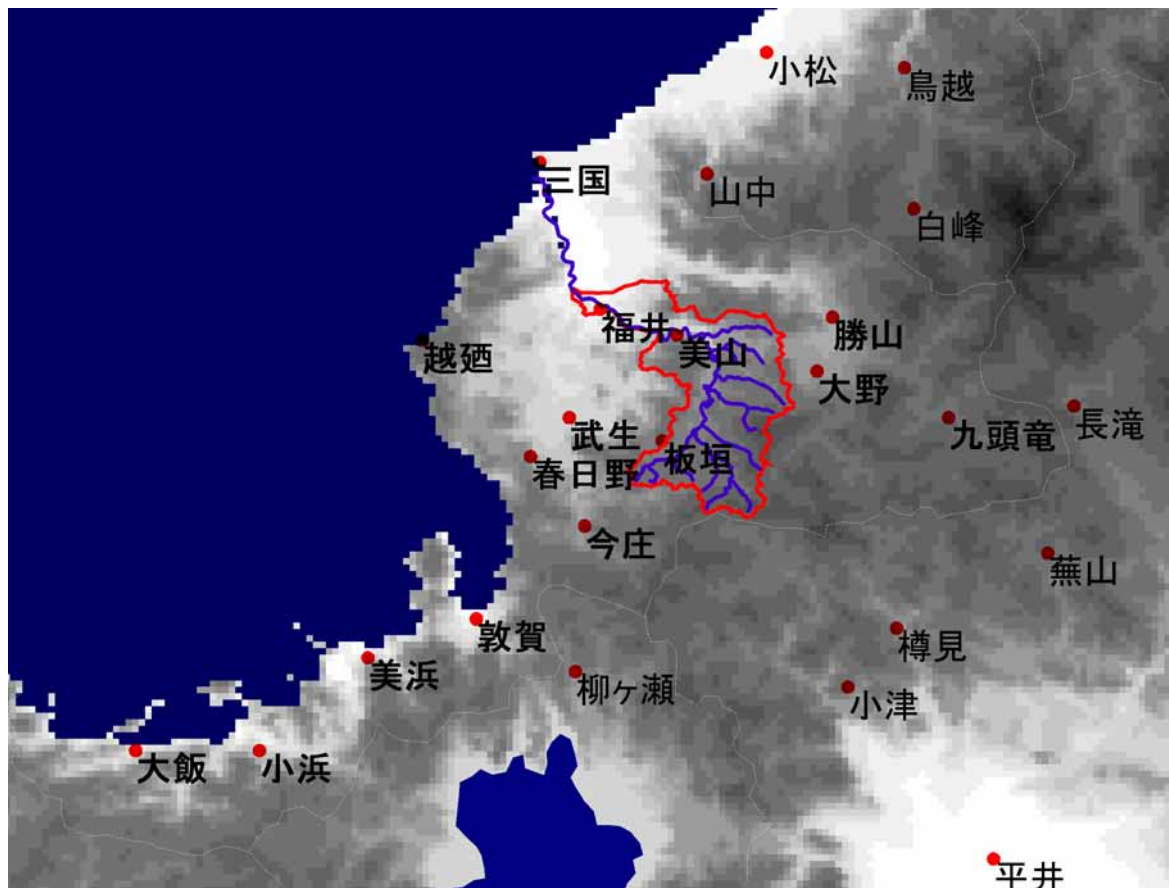 小松
鳥越
三国
山中
白峰
福井
勝山
美山
越廼
大野
武生
九頭竜
長滝
板垣
春日野
今庄
蕪山
敦賀
樽見
美浜
柳ヶ瀬
小津
大飯
小浜
平井